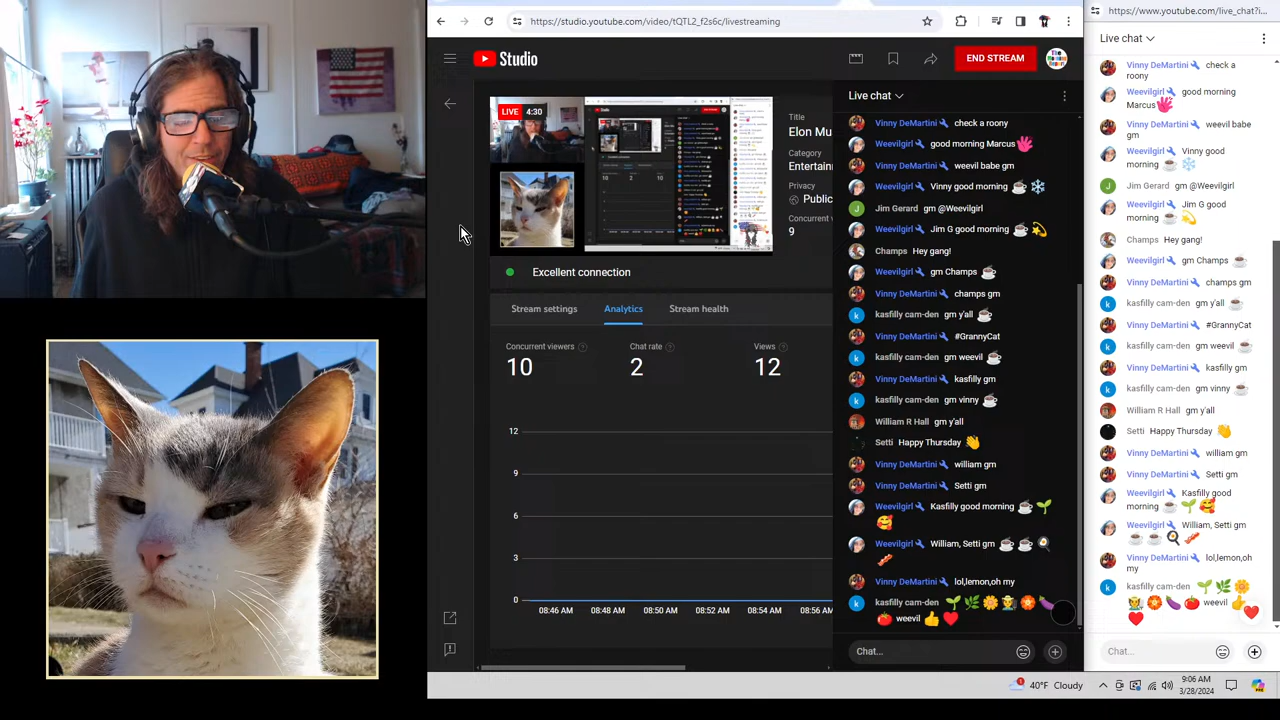 https://studio.youtube.com/video/tQTL2_f2s6c/livestreaming
https://www.youtube.com/live_chat?i...
Studio
END STREAM
LIVE 4:30
Title
Elon Mu
Category
Entertain
Privacy
Public
Concurrent v
9
Excellent connection
Stream settings
Analytics
Stream health
Concurrent viewers
10
Chat rate
2
Views
12
12
9
6
3
0
08:46 AM
08:48 AM
08:50 AM
08:52 AM
08:54 AM
08:56 AM
Live chat
Vinny DeMartini check a roony
Weevilgirl good morning Marcus👋
Vinny DeMartini weevil babe gm
Weevilgirl Vinny good morning ☕❄️
Jim Gerard gm @Weevilgirl
Weevilgirl Jim G good morning ☕💫
Champs Hey gang!
Weevilgirl gm Champs ☕
Vinny DeMartini champs gm
kasfilly cam-den gm y'all ☕
Vinny DeMartini #GrannyCat
kasfilly cam-den gm weevil ☕
Vinny DeMartini kasfilly gm
kasfilly cam-den gm vinny ☕
William R Hall gm y'all
Setti Happy Thursday 👋
Vinny DeMartini william gm
Vinny DeMartini Setti gm
Weevilgirl Kasfilly good morning ☕🌱
🥰
Weevilgirl William, Setti gm ☕☕🍳
🥓
Vinny DeMartini lol,lemon,oh my
kasfilly cam-den 🌱🌿🌼👩‍🌾🏵️🍆
🍅 weevil 👍❤️
Chat...
Live chat
Vinny DeMartini check a
roony
Weevilgirl good morning
Marcus👋
Vinny DeMartini weevil babe
gm
Weevilgirl Vinny good
morning ☕❄️
Jim Gerard gm @Weevilgirl
Weevilgirl Jim G good
morning ☕💫
Champs Hey gang!
Weevilgirl gm Champs ☕
Vinny DeMartini champs gm
kasfilly cam-den gm y'all ☕
Vinny DeMartini #GrannyCat
kasfilly cam-den gm weevil ☕
Vinny DeMartini kasfilly gm
kasfilly cam-den gm vinny ☕
William R Hall gm y'all
Setti Happy Thursday 👋
Vinny DeMartini william gm
Vinny DeMartini Setti gm
Weevilgirl Kasfilly good
morning ☕🌱🥰
Weevilgirl William, Setti gm
☕☕🍳🥓
Vinny DeMartini lol,lemon,oh
my
kasfilly cam-den 🌱🌿🌼
👩‍🌾🏵️🍆🍅 weevil 👍
❤️
Chat...
40°F Cloudy
9:06 AM
3/28/2024